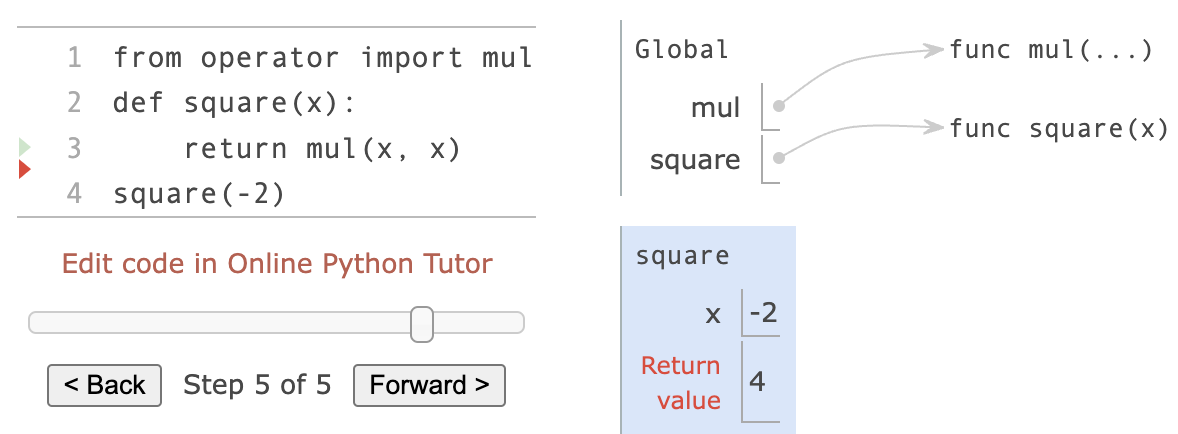 1 from operator import mul
2 def square(x):
3     return mul(x, x)
4 square(-2)
Edit code in Online Python Tutor
< Back Step 5 of 5 Forward >
Global
mul
square
func mul(...)
func square(x)
square
x -2
Return
value 4